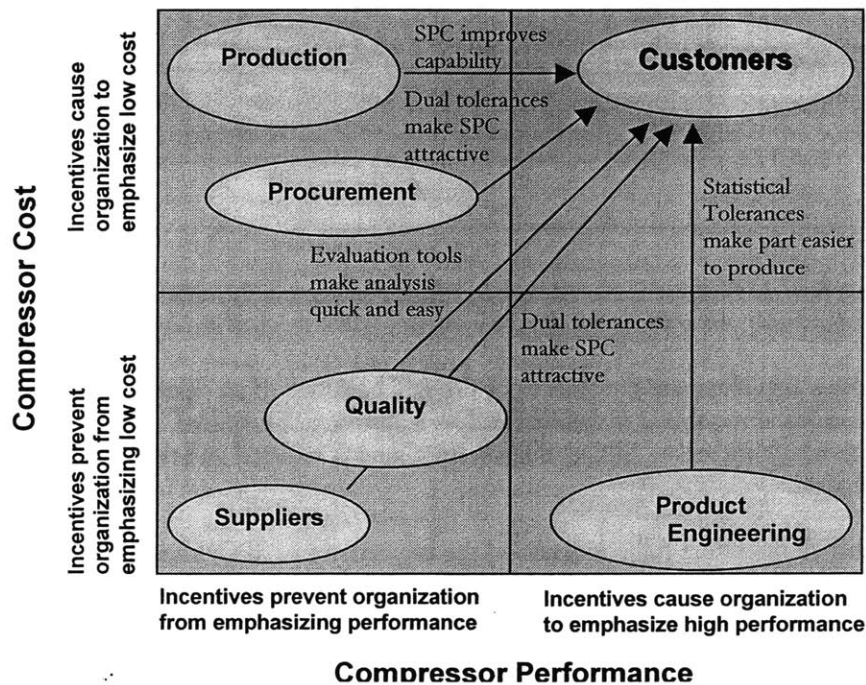 Production
SPC improves
capability
Customers
Dual tolerances
make SPC
attractive
Procurement
Statistical
Tolerances
make part easier
to produce
Evaluation tools
make analysis
quick and easy
Dual tolerances
make SPC
attractive
Quality
Suppliers
Product
Engineering
Compressor Cost
Incentives cause
organization to
emphasize low cost
Incentives prevent
organization from
emphasizing low cost
Incentives prevent organization
from emphasizing performance
Incentives cause organization
to emphasize high performance
Compressor Performance